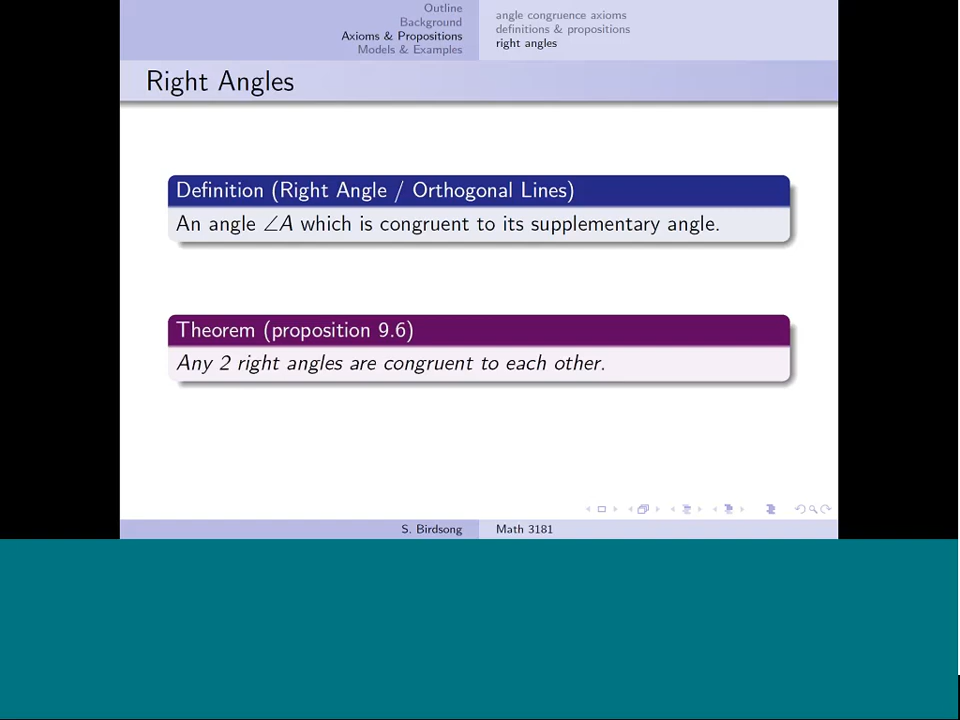 Outline
Background
Axioms & Propositions
Models & Examples
angle congruence axioms
definitions & propositions
right angles
Right Angles
Definition (Right Angle / Orthogonal Lines)
An angle ∠A which is congruent to its supplementary angle.
Theorem (proposition 9.6)
Any 2 right angles are congruent to each other.
S. Birdsong
Math 3181